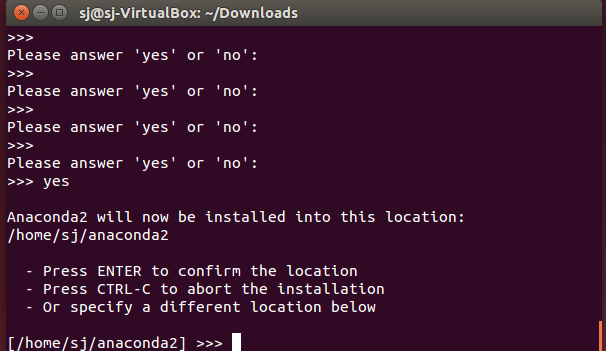 sj@sj-VirtualBox: ~/Downloads
>>>
Please answer 'yes' or 'no':
>>>
Please answer 'yes' or 'no':
>>>
Please answer 'yes' or 'no':
>>>
Please answer 'yes' or 'no':
>>> yes
Anaconda2 will now be installed into this location:
/home/sj/anaconda2
- Press ENTER to confirm the location
- Press CTRL-C to abort the installation
- Or specify a different location below
[/home/sj/anaconda2] >>>